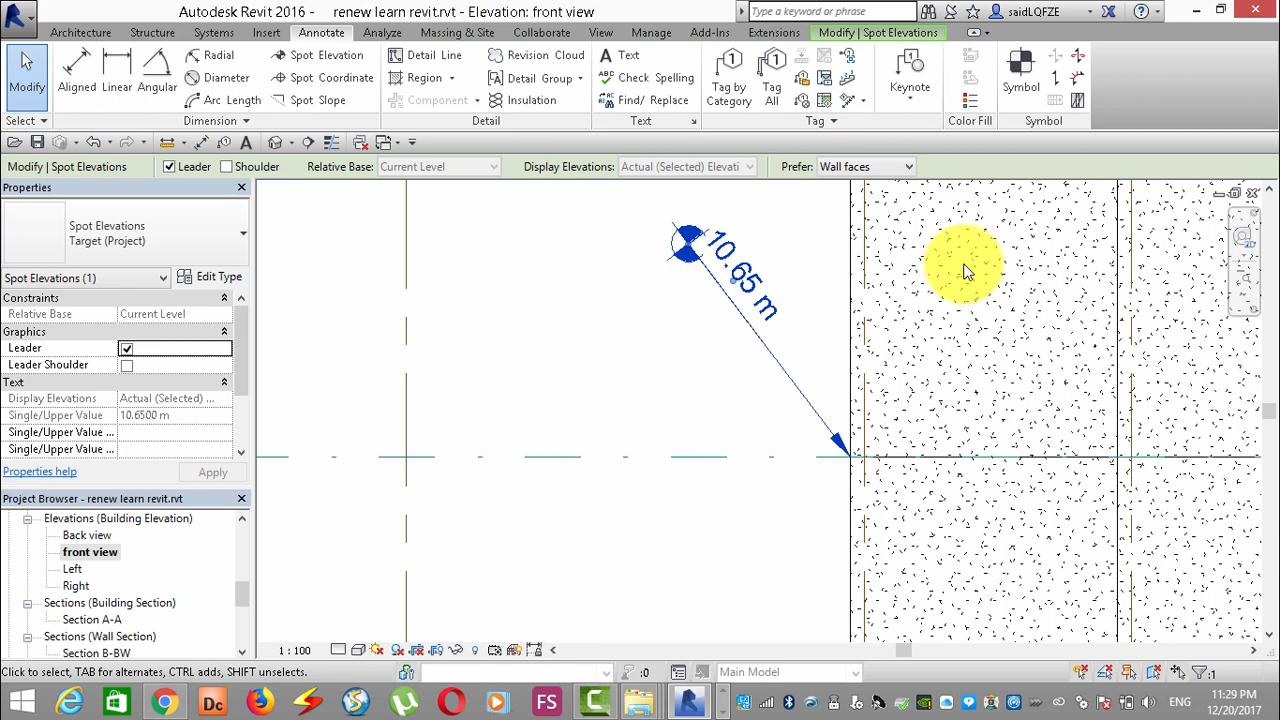 Autodesk Revit 2016 - renew learn revit.rvt - Elevation: front view
Type a keyword or phrase
saidLQFZE
Architecture Structure Systems Insert Annotate Analyze Massing & Site Collaborate View Manage Add-Ins Extensions Modify | Spot Elevations
Modify
Aligned Linear Angular
Radial
Diameter
Arc Length
Spot Elevation
Spot Coordinate
Spot Slope
Detail Line
Region
Component
Revision Cloud
Detail Group
Insulation
Text
Check Spelling
Find/ Replace
ABC
Tag by
Category
Tag
All
Keynote
Symbol
Select Dimension Detail Text Tag Color Fill Symbol
Modify | Spot Elevations Leader Shoulder Relative Base: Current Level Display Elevations: Actual (Selected) Elevati Prefer: Wall faces
Properties
Spot Elevations
Target (Project)
Spot Elevations (1) Edit Type
Constraints
Relative Base Current Level
Graphics
Leader
Leader Shoulder
Text
Display Elevations Actual (Selected) ...
Single/Upper Value 10.6500 m
Single/Upper Value ...
Single/Upper Value ...
Properties help Apply
Project Browser - renew learn revit.rvt
Elevations (Building Elevation)
Back view
front view
Left
Right
Sections (Building Section)
Section A-A
Sections (Wall Section)
Section B-BW
10.65 m
1 : 100
Click to select, TAB for alternates, CTRL adds, SHIFT unselects.
:0
Main Model
:1
Dc
FS
ENG
11:29 PM
12/20/2017